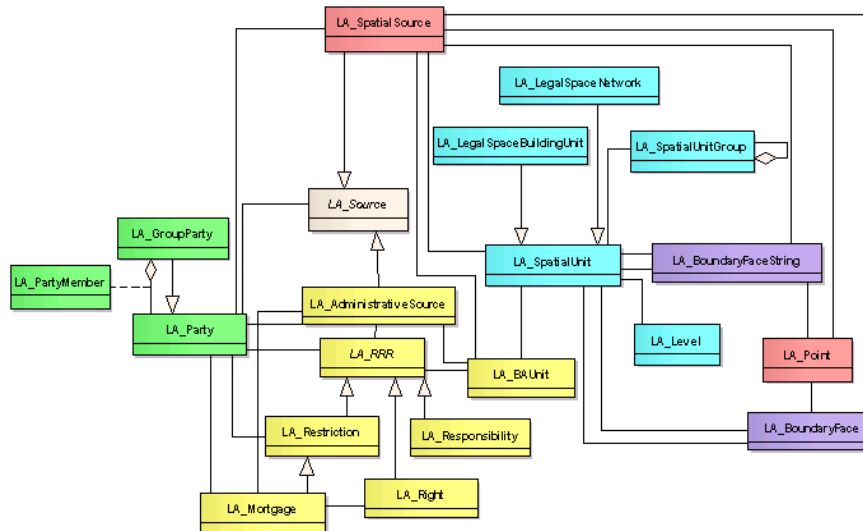 LA_SpatialSource
LA_LegalSpaceNetwork
LA_LegalSpaceBuildingUnit
LA_SpatialUnitGroup
LA_Source
LA_GroupParty
LA_SpatialUnit
LA_BoundaryFaceString
LA_PartyMember
LA_AdministrativeSource
LA_Party
LA_RRR
LA_Level
LA_Point
LA_BAUnit
LA_Restriction
LA_Responsibility
LA_BoundaryFace
LA_Mortgage
LA_Right